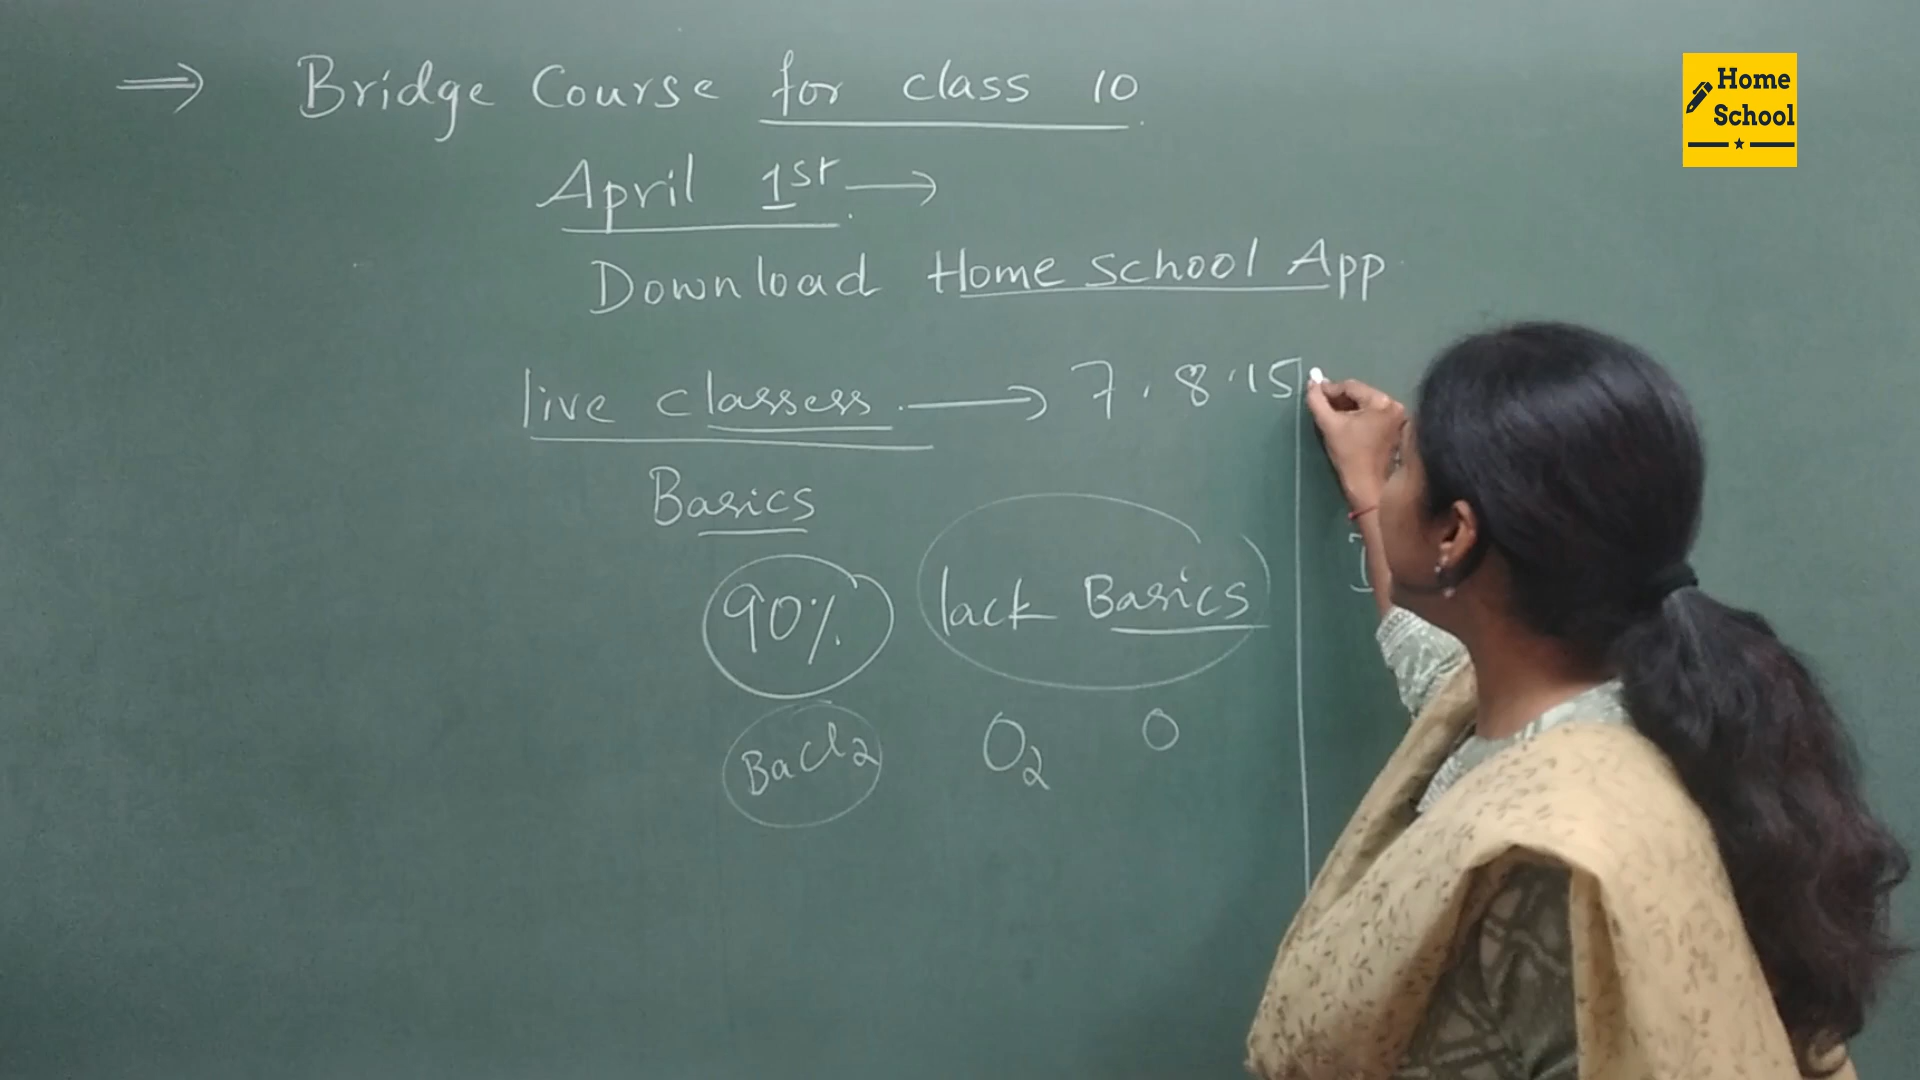 ⇒ Bridge Course for class 10
April 1st →
Download Home school App
live classess. → 7.8.15
Basics
90% lack Basics
BaCl2 O2 O
I
Home
School